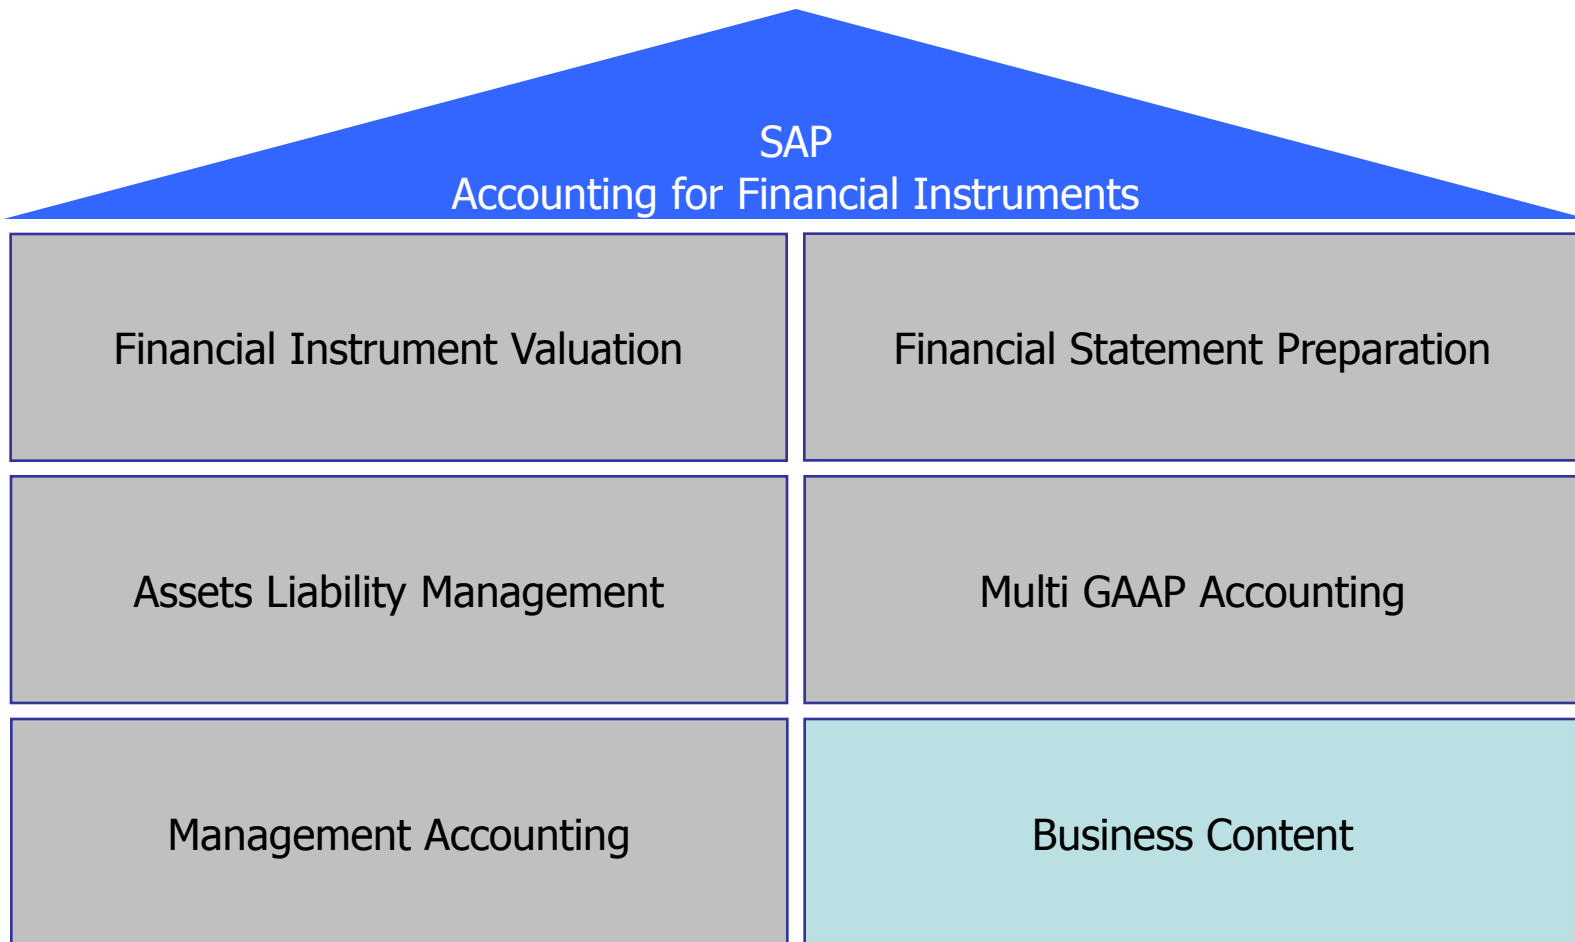 SAP
Accounting for Financial Instruments
Financial Instrument Valuation
Financial Statement Preparation
Assets Liability Management
Multi GAAP Accounting
Management Accounting
Business Content